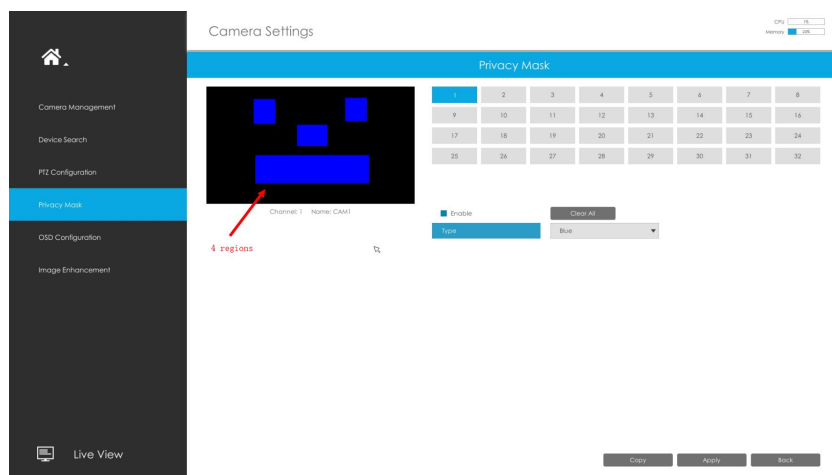 Camera Settings
CPU 1%
Memory 25%
Privacy Mask
Camera Management
Device Search
PTZ Configuration
Privacy Mask
OSD Configuration
Image Enhancement
Live View
1 2 3 4 5 6 7 8
9 10 11 12 13 14 15 16
17 18 19 20 21 22 23 24
25 26 27 28 29 30 31 32
Channel: 1 Name: CAM1
4 regions
Enable Clear All
Type Blue
Copy Apply Back